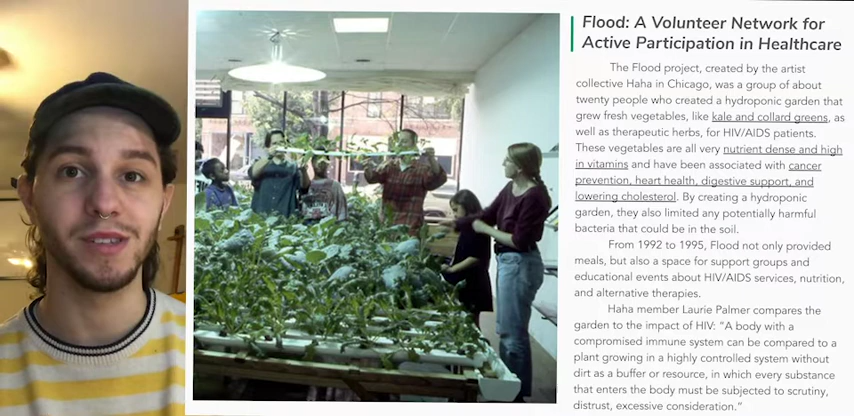 Flood: A Volunteer Network for
Active Participation in Healthcare
The Flood project, created by the artist
collective Haha in Chicago, was a group of about
twenty people who created a hydroponic garden that
grew fresh vegetables, like kale and collard greens, as
well as therapeutic herbs, for HIV/AIDS patients.
These vegetables are all very nutrient dense and high
in vitamins and have been associated with cancer
prevention, heart health, digestive support, and
lowering cholesterol. By creating a hydroponic
garden, they also limited any potentially harmful
bacteria that could be in the soil.
From 1992 to 1995, Flood not only provided
meals, but also a space for support groups and
educational events about HIV/AIDS services, nutrition,
and alternative therapies.
Haha member Laurie Palmer compares the
garden to the impact of HIV: “A body with a
compromised immune system can be compared to a
plant growing in a highly controlled system without
dirt as a buffer or resource, in which every substance
that enters the body must be subjected to scrutiny,
distrust, excessive consideration.”